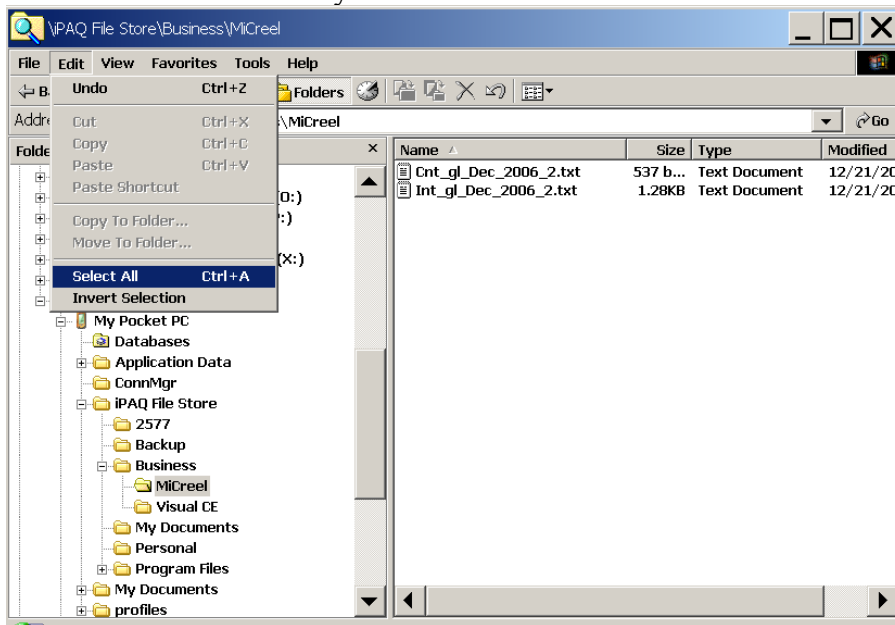 \iPAQ File Store\Business\MiCreel
File Edit View Favorites Tools Help
Undo Ctrl+Z
Folders
Addre
\MiCreel
Go
Cut Ctrl+X
Copy Ctrl+C
Paste Ctrl+V
Paste Shortcut
Copy To Folder...
Move To Folder...
Select All Ctrl+A
Invert Selection
Folde
(O:)
:)
(X:)
My Pocket PC
Databases
Application Data
ConnMgr
iPAQ File Store
2577
Backup
Business
MiCreel
Visual CE
My Documents
Personal
Program Files
My Documents
profiles
Name Size Type Modified
Cnt_gl_Dec_2006_2.txt 537 b... Text Document 12/21/20
Int_gl_Dec_2006_2.txt 1.28KB Text Document 12/21/20